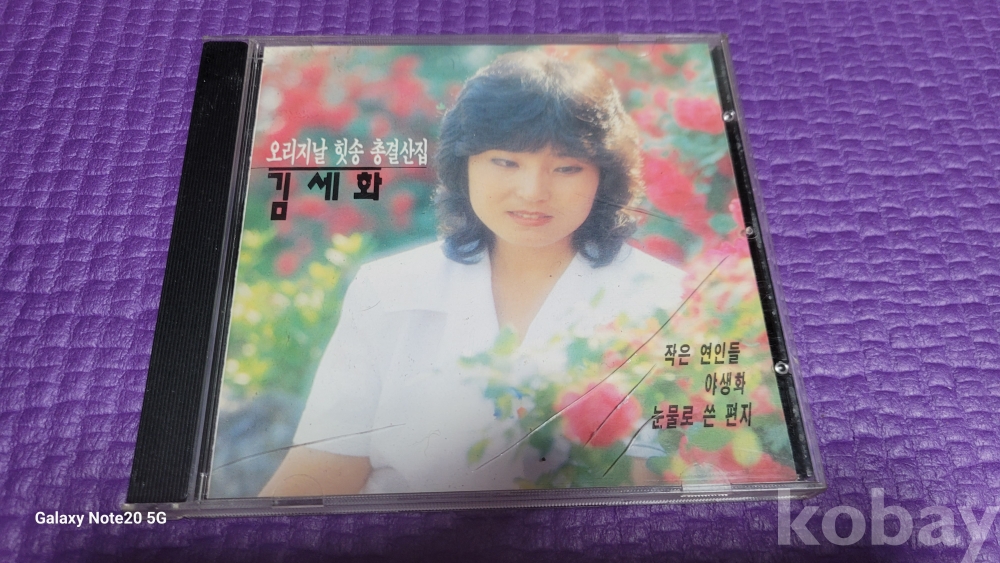 오리지날 힛송 총결산집
김세화
작은 연인들
야생화
눈물로 쓴 편지
Galaxy Note20 5G
kobay